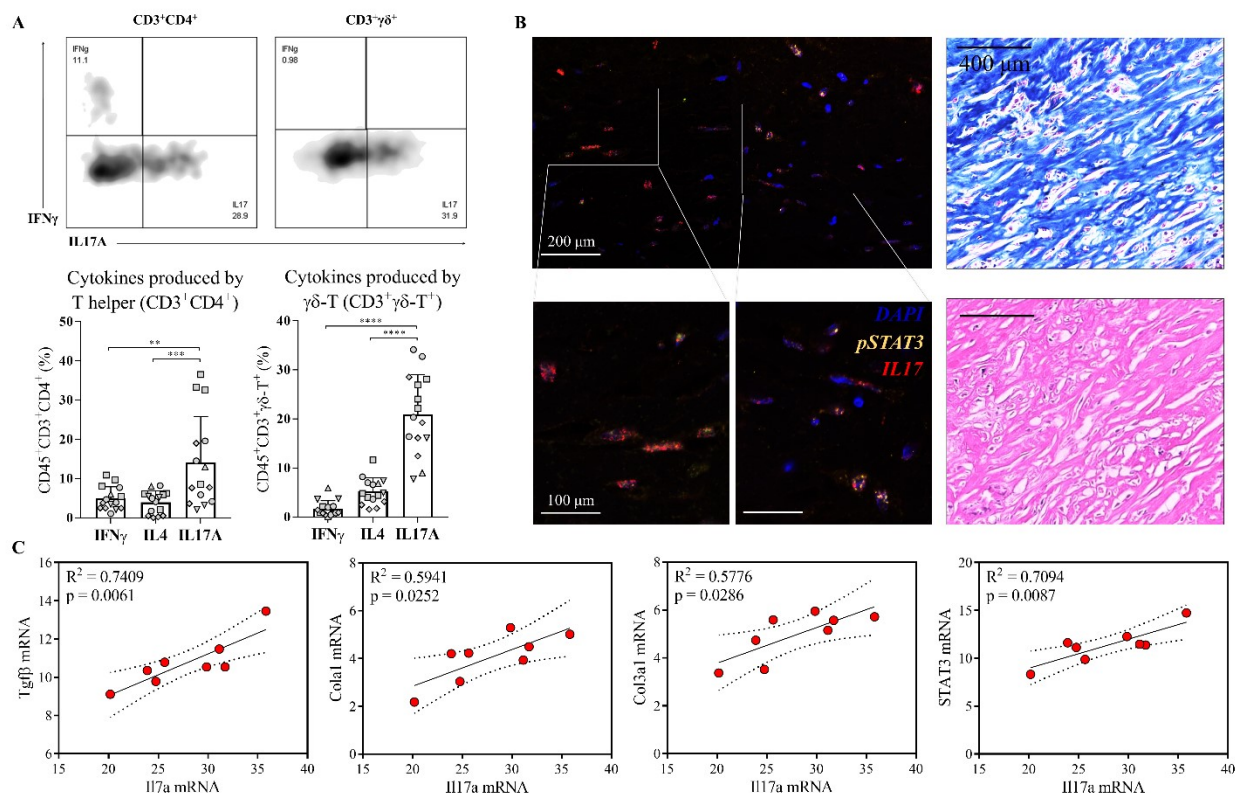 A
CD3⁺CD4⁺
CD3⁺γδ⁺
IFNg
11.1
IFNg
0.98
IL17
28.9
IL17
31.9
IFNγ
IL17A
Cytokines produced by
T helper (CD3⁺CD4⁺)
CD45⁺CD3⁺CD4⁺ (%)
50
40
30
20
10
0
**
***
IFNγ IL4 IL17A
Cytokines produced by
γδ-T (CD3⁺γδ-T⁺)
CD45⁺CD3⁺γδ-T⁺ (%)
40
30
20
10
0
****
****
IFNγ IL4 IL17A
B
200 μm
400 μm
100 μm
DAPI
pSTAT3
IL17
C
R² = 0.7409
p = 0.0061
Tgfβ mRNA
16
14
12
10
8
6
15 20 25 30 35 40
Il7a mRNA
R² = 0.5941
p = 0.0252
Cola1 mRNA
8
6
4
2
0
15 20 25 30 35 40
Il17a mRNA
R² = 0.5776
p = 0.0286
Col3a1 mRNA
8
6
4
2
0
15 20 25 30 35 40
Il17a mRNA
R² = 0.7094
p = 0.0087
STAT3 mRNA
20
15
10
5
0
15 20 25 30 35 40
Il17a mRNA